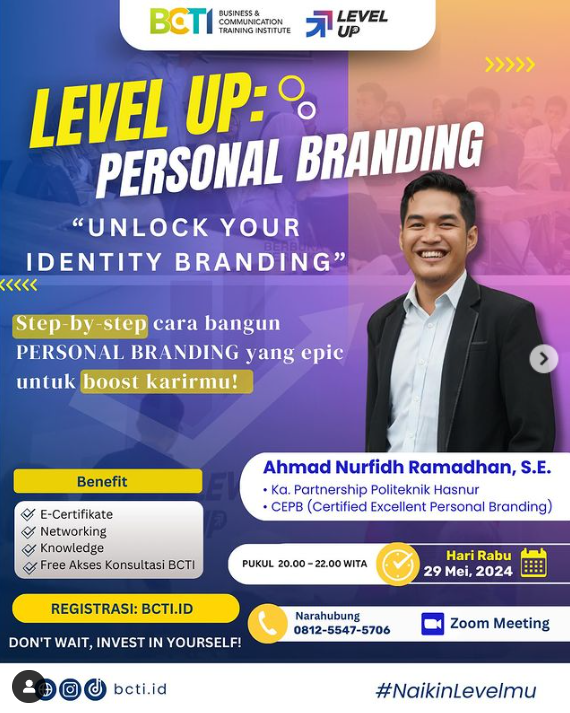 BCTI BUSINESS &
COMMUNICATION
TRAINING INSTITUTE
LEVEL
UP
LEVEL UP:
PERSONAL BRANDING
“UNLOCK YOUR
IDENTITY BRANDING”
Step-by-step cara bangun
PERSONAL BRANDING yang epic
untuk boost karirmu!
Ahmad Nurfidh Ramadhan, S.E.
• Ka. Partnership Politeknik Hasnur
• CEPB (Certified Excellent Personal Branding)
Benefit
E-Certifikate
Networking
Knowledge
Free Akses Konsultasi BCTI
PUKUL 20.00 - 22.00 WITA
Hari Rabu
29 Mei, 2024
REGISTRASI: BCTI.ID
Narahubung
0812-5547-5706
Zoom Meeting
DON'T WAIT, INVEST IN YOURSELF!
bcti.id
#NaikinLevelmu